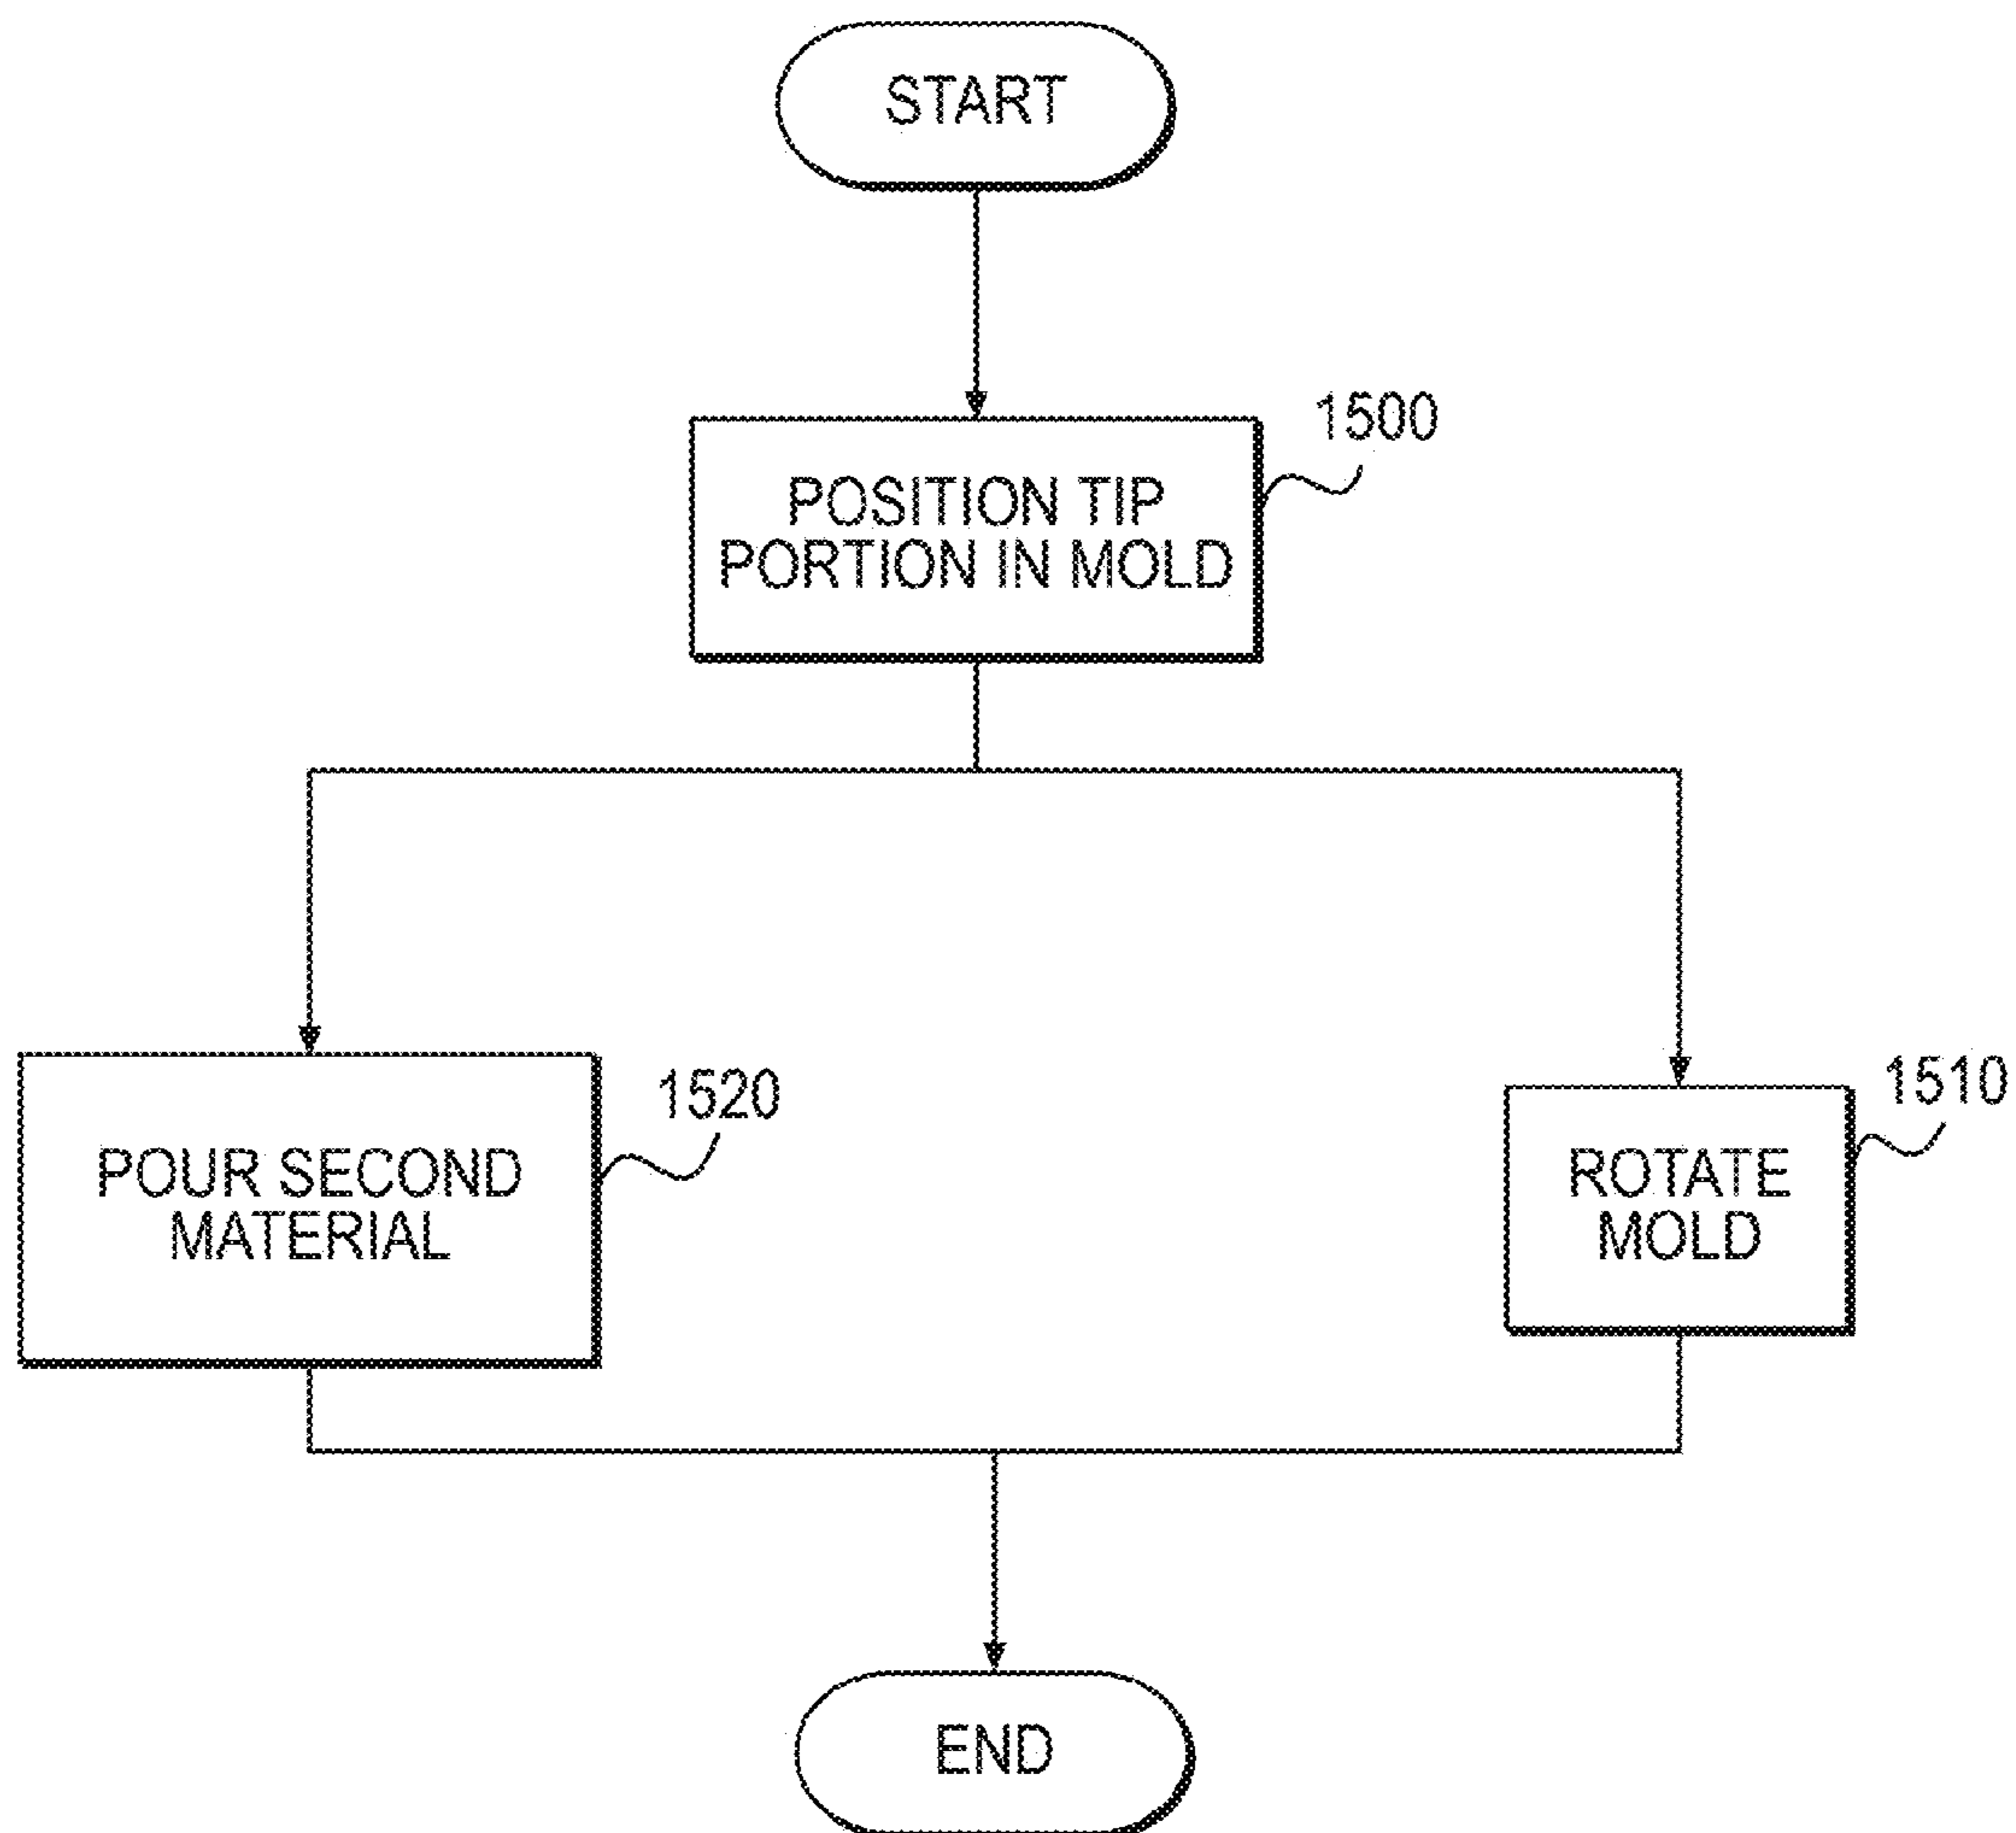 START
1500
POSITION TIP
PORTION IN MOLD
1520
POUR SECOND
MATERIAL
1510
ROTATE
MOLD
END